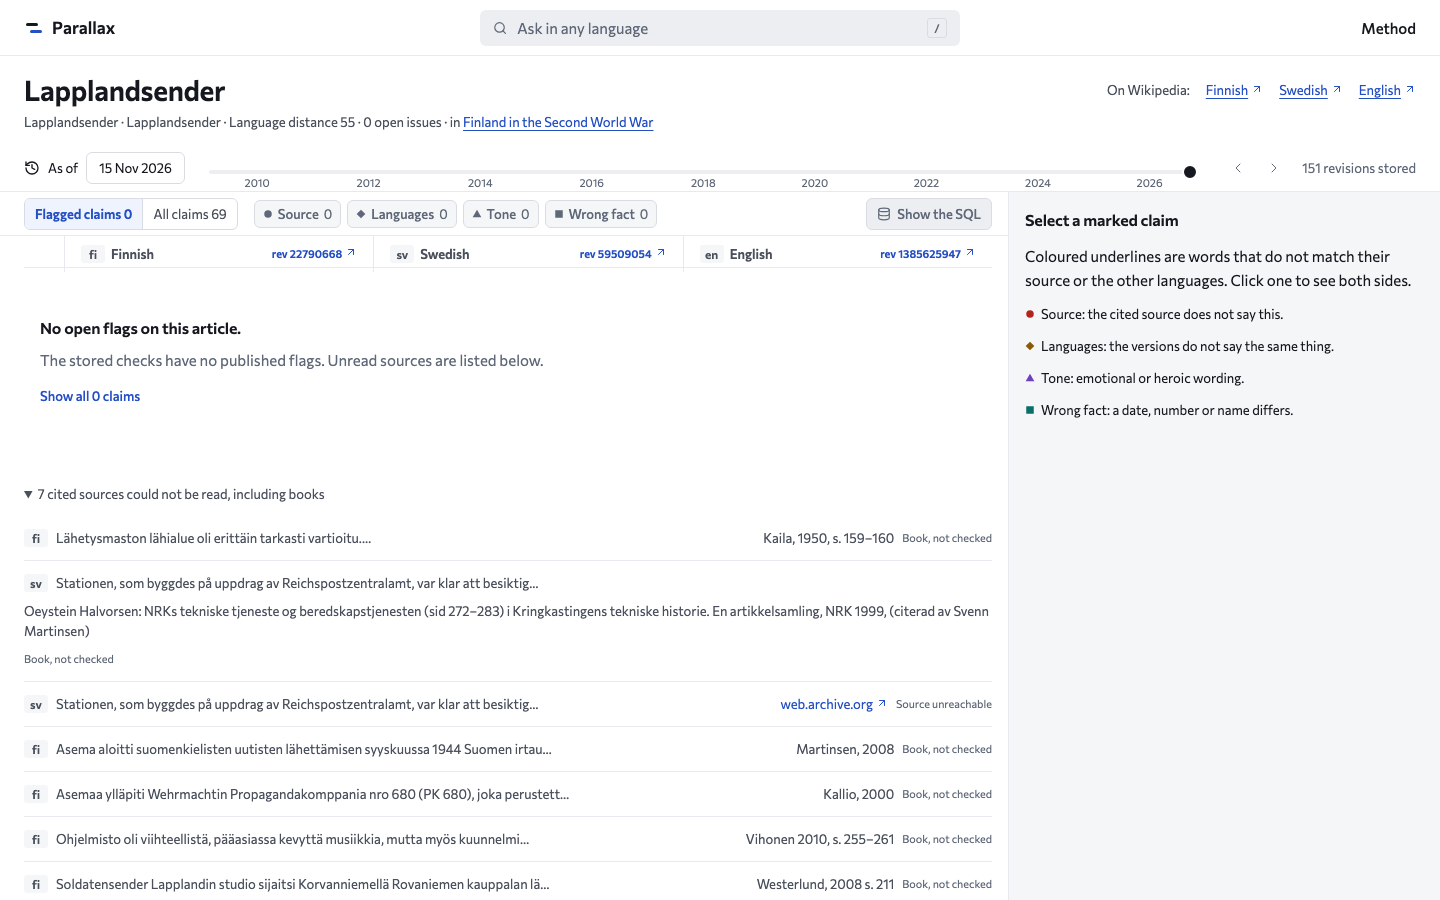 Parallax
Ask in any language
/
Method
Lapplandsender
On Wikipedia: Finnish Swedish English
Lapplandsender · Lapplandsender · Language distance 55 · 0 open issues · in Finland in the Second World War
As of 15 Nov 2026
2010 2012 2014 2016 2018 2020 2022 2024 2026
151 revisions stored
Flagged claims 0 All claims 69 Source 0 Languages 0 Tone 0 Wrong fact 0 Show the SQL
fi Finnish rev 22790668 sv Swedish rev 59509054 en English rev 1385625947
No open flags on this article.
The stored checks have no published flags. Unread sources are listed below.
Show all 0 claims
7 cited sources could not be read, including books
fi Lähetysmaston lähialue oli erittäin tarkasti vartioitu.... Kaila, 1950, s. 159–160 Book, not checked
sv Stationen, som byggdes på uppdrag av Reichspostzentralamt, var klar att besiktig...
Oeystein Halvorsen: NRKs tekniske tjeneste og beredskapstjenesten (sid 272–283) i Kringkastingens tekniske historie. En artikkelsamling, NRK 1999, (citerad av Svenn
Martinsen)
Book, not checked
sv Stationen, som byggdes på uppdrag av Reichspostzentralamt, var klar att besiktig... web.archive.org Source unreachable
fi Asema aloitti suomenkielisten uutisten lähettämisen syyskuussa 1944 Suomen irtau... Martinsen, 2008 Book, not checked
fi Asemaa ylläpiti Wehrmachtin Propagandakomppania nro 680 (PK 680), joka perustett... Kallio, 2000 Book, not checked
fi Ohjelmisto oli viihteellistä, pääasiassa kevyttä musiikkia, mutta myös kuunnelmi... Vihonen 2010, s. 255–261 Book, not checked
fi Soldatensender Lapplandin studio sijaitsi Korvanniemellä Rovaniemen kauppalan lä... Westerlund, 2008 s. 211 Book, not checked
Select a marked claim
Coloured underlines are words that do not match their
source or the other languages. Click one to see both sides.
Source: the cited source does not say this.
Languages: the versions do not say the same thing.
Tone: emotional or heroic wording.
Wrong fact: a date, number or name differs.